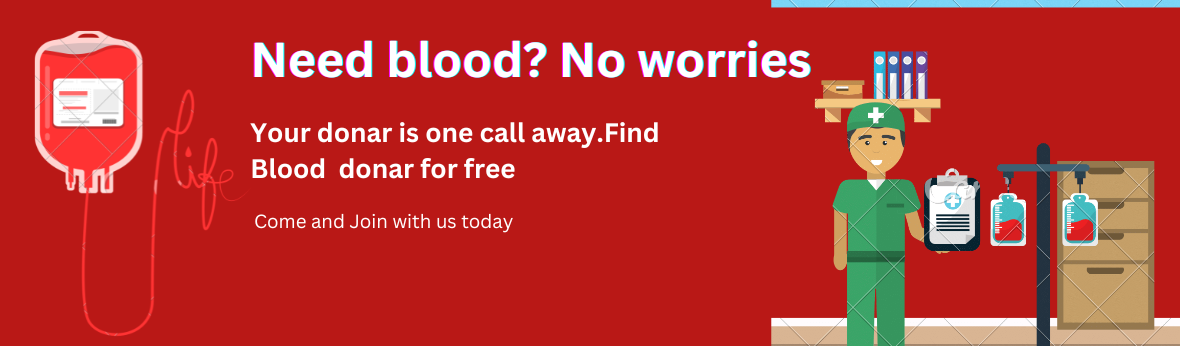 Need blood? No worries
Your donar is one call away.Find
Blood  donar for free
Come and Join with us today
life